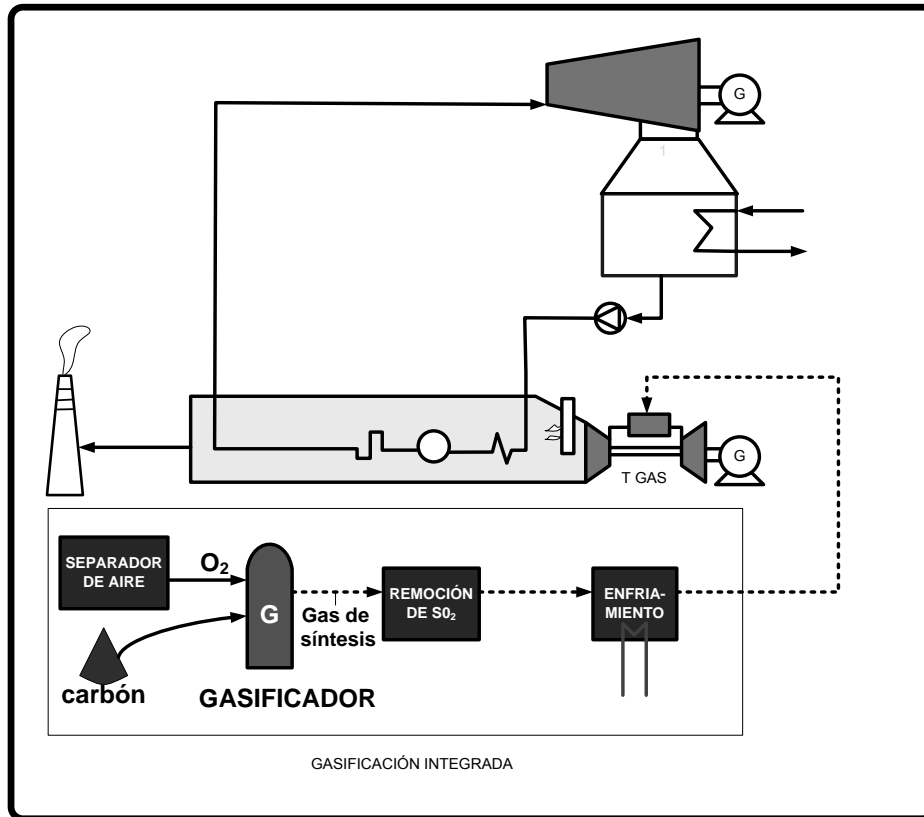 G
1
G
T GAS
SEPARADOR
DE AIRE
O₂
G
Gas de
síntesis
REMOCIÓN
DE S0₂
ENFRIA-
MIENTO
carbón
GASIFICADOR
GASIFICACIÓN INTEGRADA